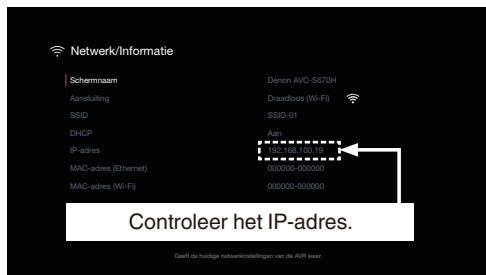 Netwerk/Informatie
Schermnaam Denon AVC-S670H
Aansluiting Draadloos (Wi-Fi)
SSID SSID-01
DHCP Aan
IP-adres 192.168.100.19
MAC-adres (Ethernet) 000000-000000
MAC-adres (Wi-Fi) 000000-000000
Controleer het IP-adres.
Geeft de huidige netwerkinstellingen van de AVR weer.